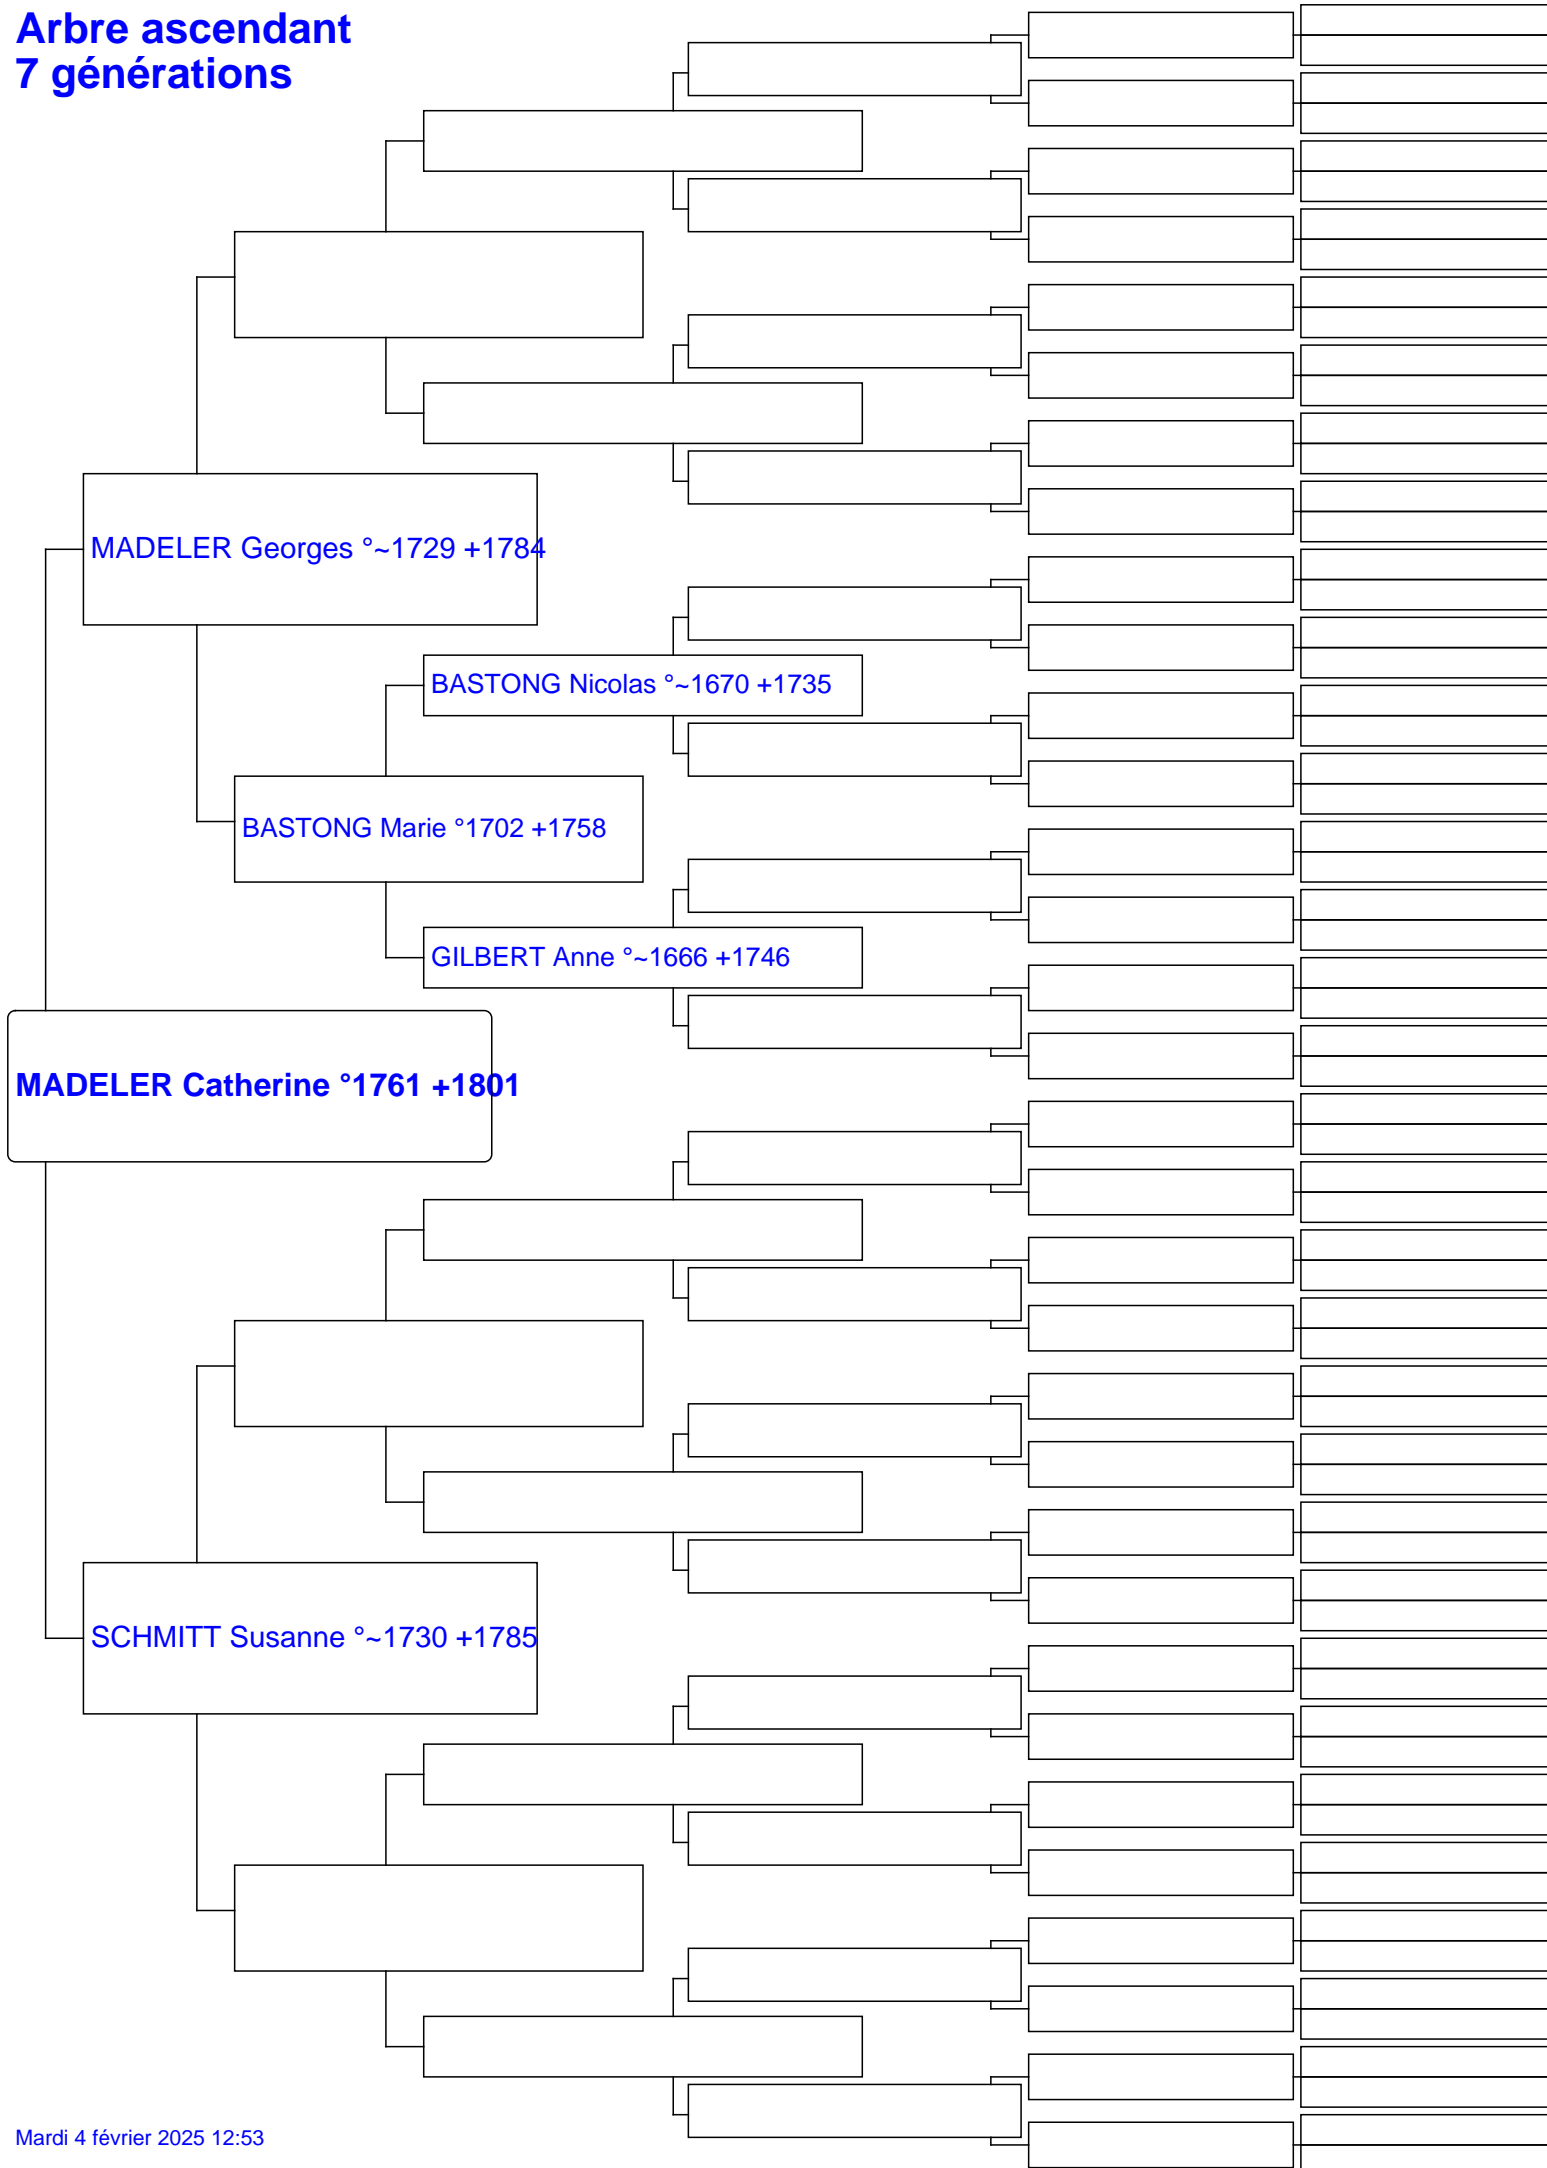 Arbre ascendant
7 générations
MADELER Georges °~1729 +1784
BASTONG Nicolas °~1670 +1735
BASTONG Marie °1702 +1758
GILBERT Anne °~1666 +1746
MADELER Catherine °1761 +1801
SCHMITT Susanne °~1730 +1785
Mardi 4 février 2025 12:53